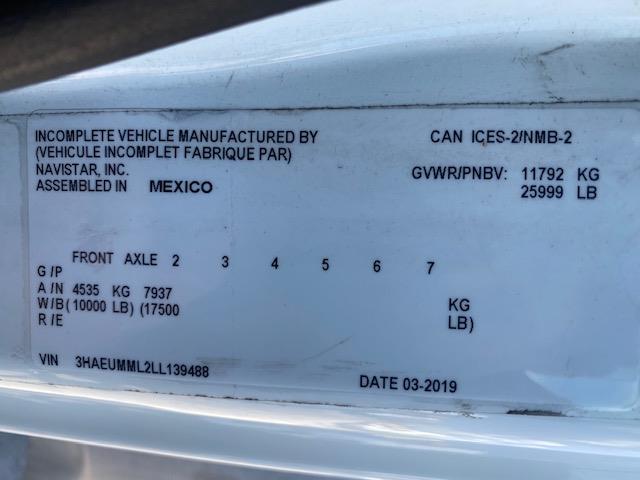 INCOMPLETE VEHICLE MANUFACTURED BY
(VEHICULE INCOMPLET FABRIQUE PAR)
NAVISTAR, INC.
ASSEMBLED IN MEXICO
CAN ICES-2/NMB-2
GVWR/PNBV: 11792 KG
25999 LB
FRONT AXLE 2 3 4 5 6 7
G /P
A /N 4535 KG 7937 KG
W/B (10000 LB) (17500 LB)
R /E
VIN 3HAEUMML2LL139488
DATE 03-2019